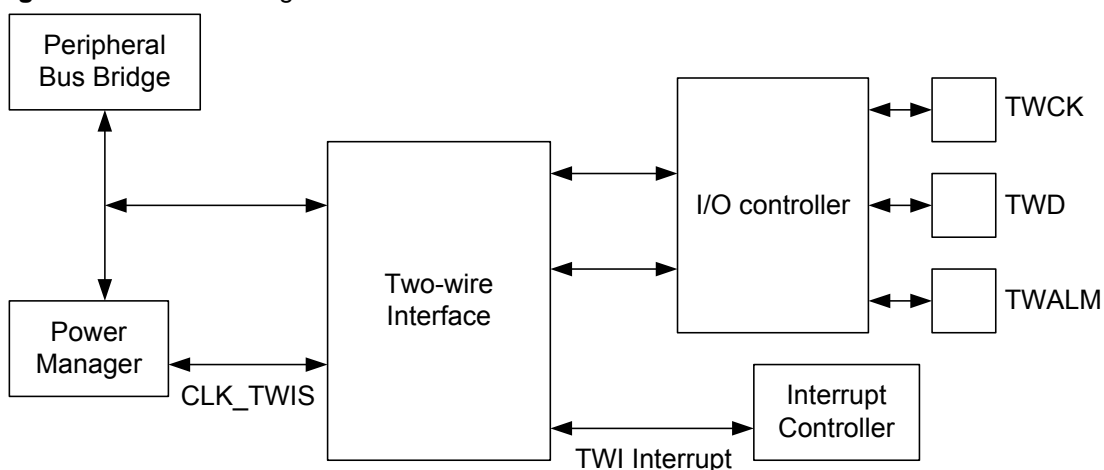 Peripheral
Bus Bridge
TWCK
I/O controller
TWD
Two-wire
Interface
TWALM
Power
Manager
CLK_TWIS
Interrupt
Controller
TWI Interrupt